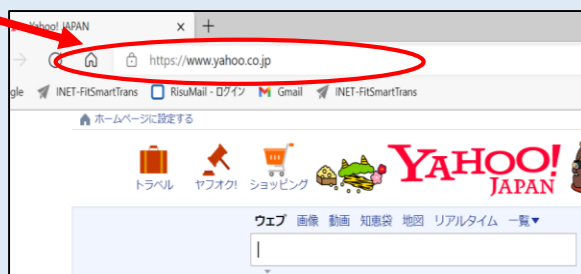 Yahoo! JAPAN
https://www.yahoo.co.jp
gle INET-FitSmartTrans RisuMail - ログイン Gmail INET-FitSmartTrans
ホームページに設定する
トラベル ヤフオク! ショッピング YAHOO! JAPAN
ウェブ 画像 動画 知恵袋 地図 リアルタイム 一覧▼